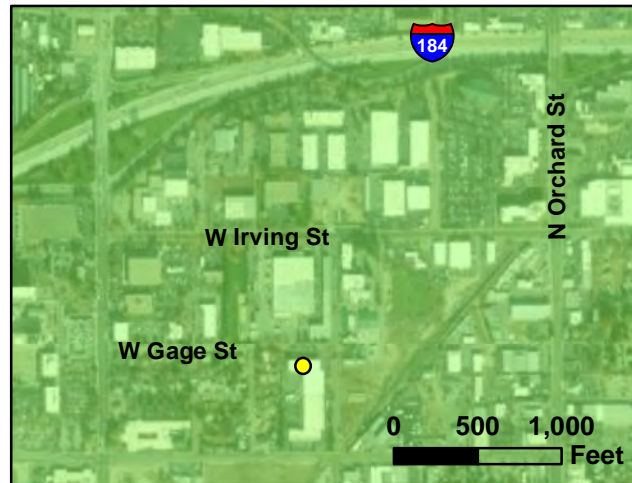 184
N Orchard St
W Irving St
W Gage St
0 500 1,000
Feet